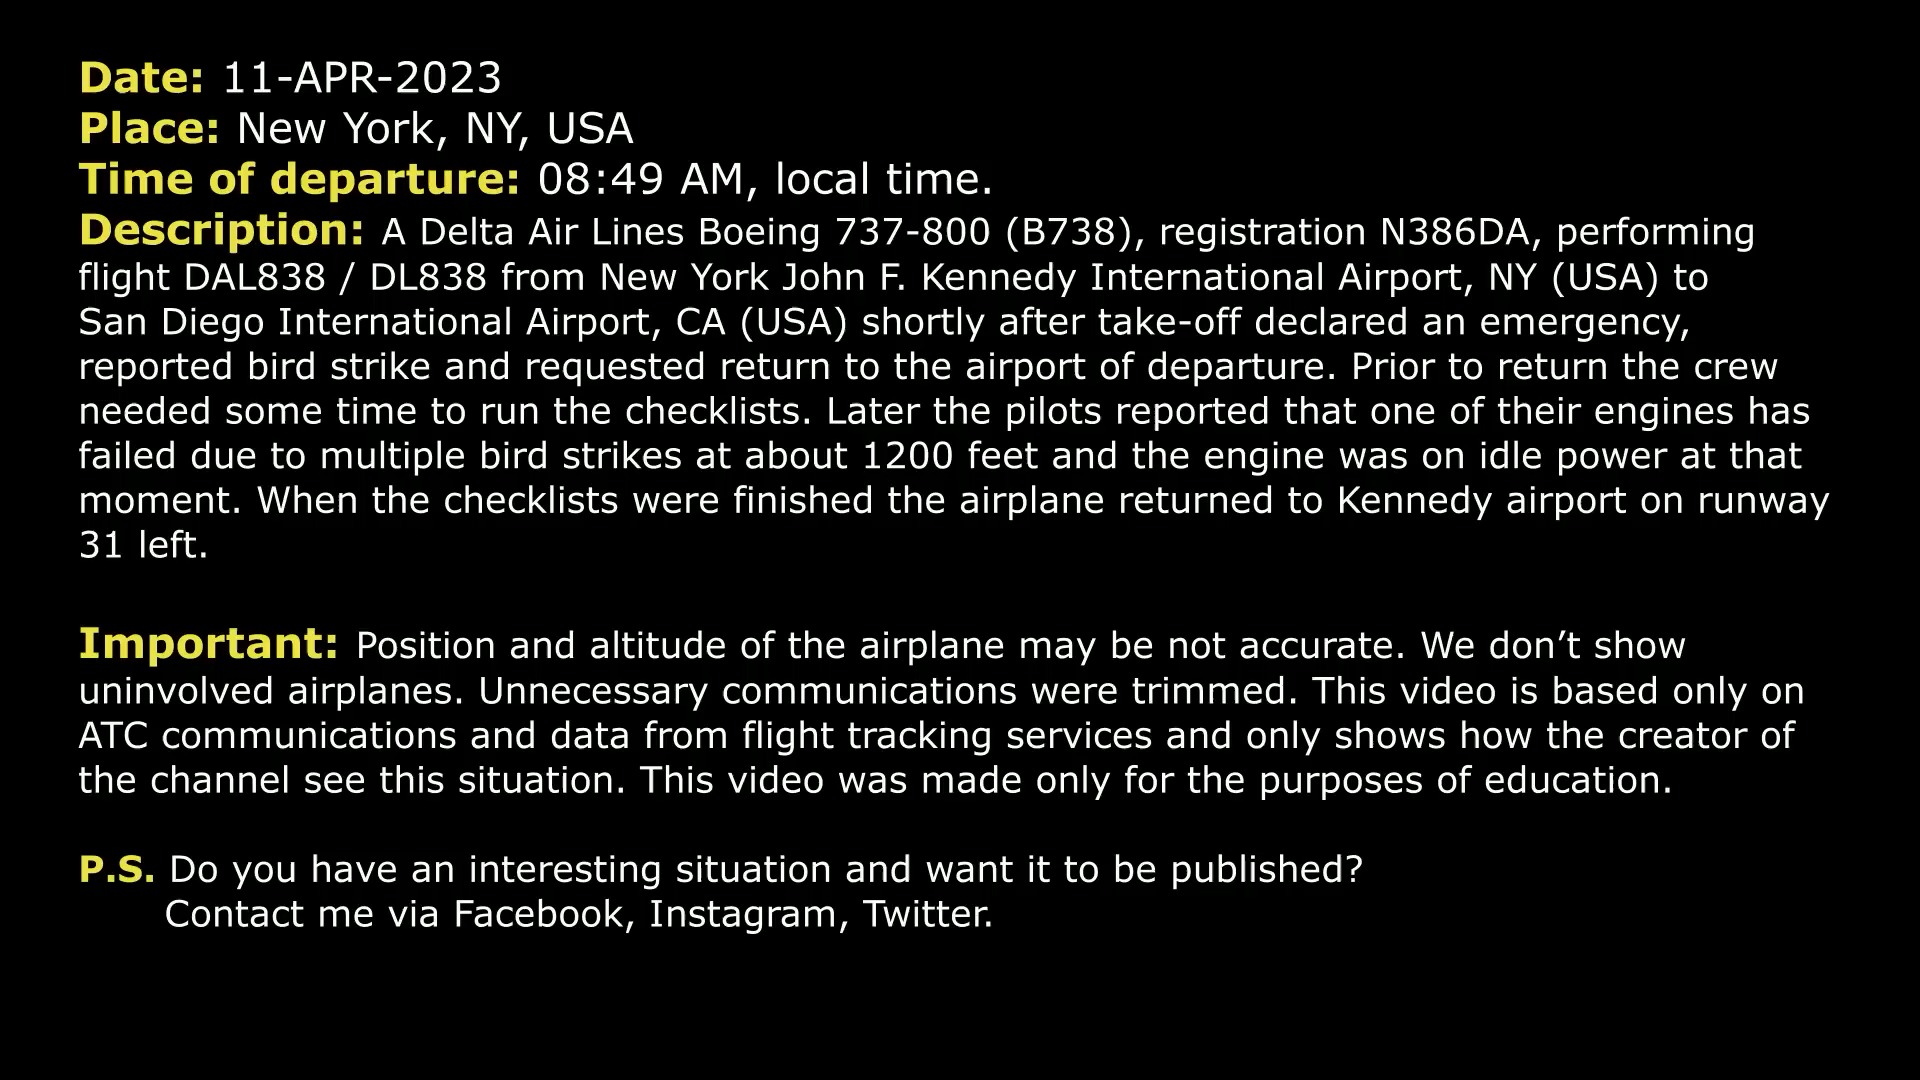 Date: 11-APR-2023
Place: New York, NY, USA
Time of departure: 08:49 AM, local time.
Description: A Delta Air Lines Boeing 737-800 (B738), registration N386DA, performing
flight DAL838 / DL838 from New York John F. Kennedy International Airport, NY (USA) to
San Diego International Airport, CA (USA) shortly after take-off declared an emergency,
reported bird strike and requested return to the airport of departure. Prior to return the crew
needed some time to run the checklists. Later the pilots reported that one of their engines has
failed due to multiple bird strikes at about 1200 feet and the engine was on idle power at that
moment. When the checklists were finished the airplane returned to Kennedy airport on runway
31 left.
Important: Position and altitude of the airplane may be not accurate. We don’t show
uninvolved airplanes. Unnecessary communications were trimmed. This video is based only on
ATC communications and data from flight tracking services and only shows how the creator of
the channel see this situation. This video was made only for the purposes of education.
P.S. Do you have an interesting situation and want it to be published?
Contact me via Facebook, Instagram, Twitter.